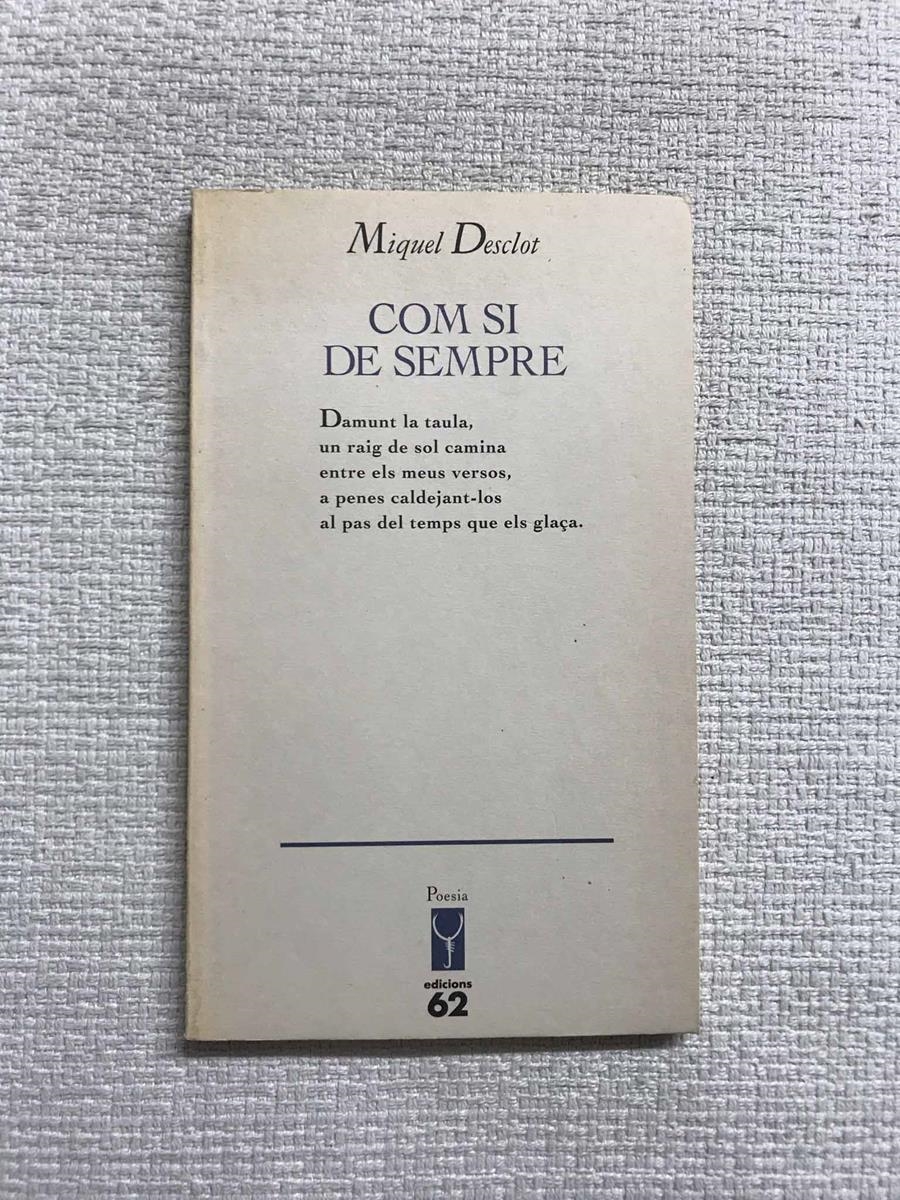 Miquel Desclot
COM SI
DE SEMPRE
Damunt la taula,
un raig de sol camina
entre els meus versos,
a penes caldejant-los
al pas del temps que els glaça.
Poesia
edicions
62